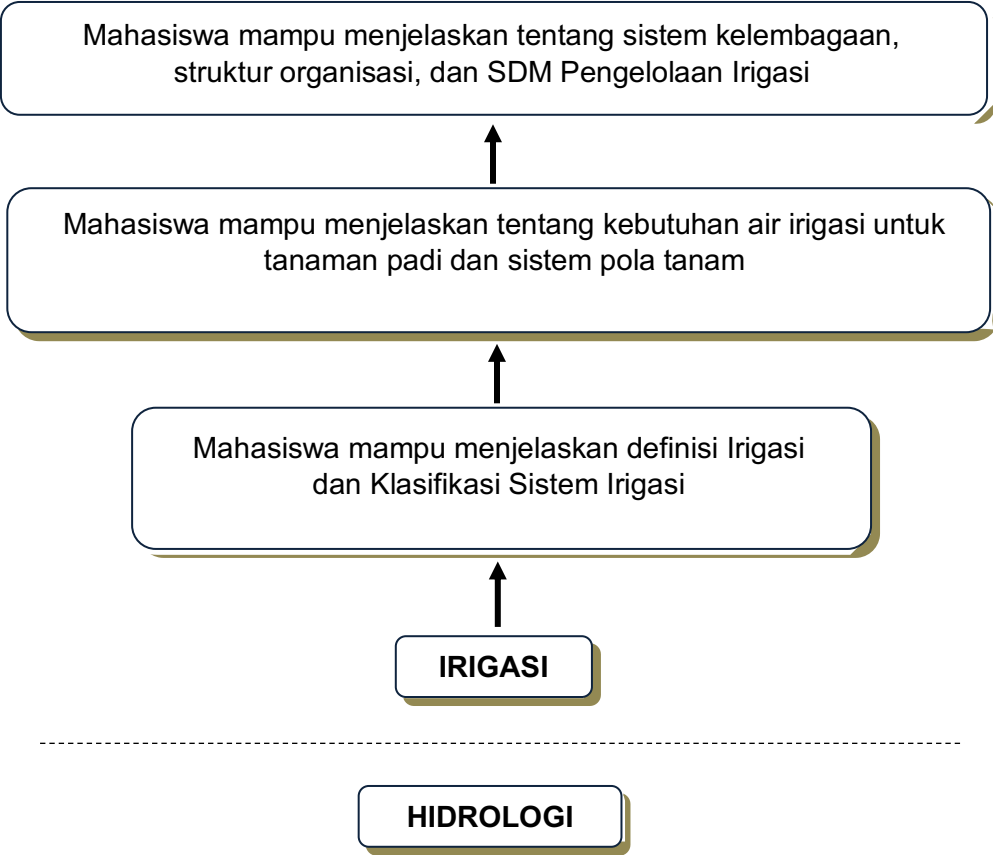 Mahasiswa mampu menjelaskan tentang sistem kelembagaan,
struktur organisasi, dan SDM Pengelolaan Irigasi
Mahasiswa mampu menjelaskan tentang kebutuhan air irigasi untuk
tanaman padi dan sistem pola tanam
Mahasiswa mampu menjelaskan definisi Irigasi
dan Klasifikasi Sistem Irigasi
IRIGASI
HIDROLOGI